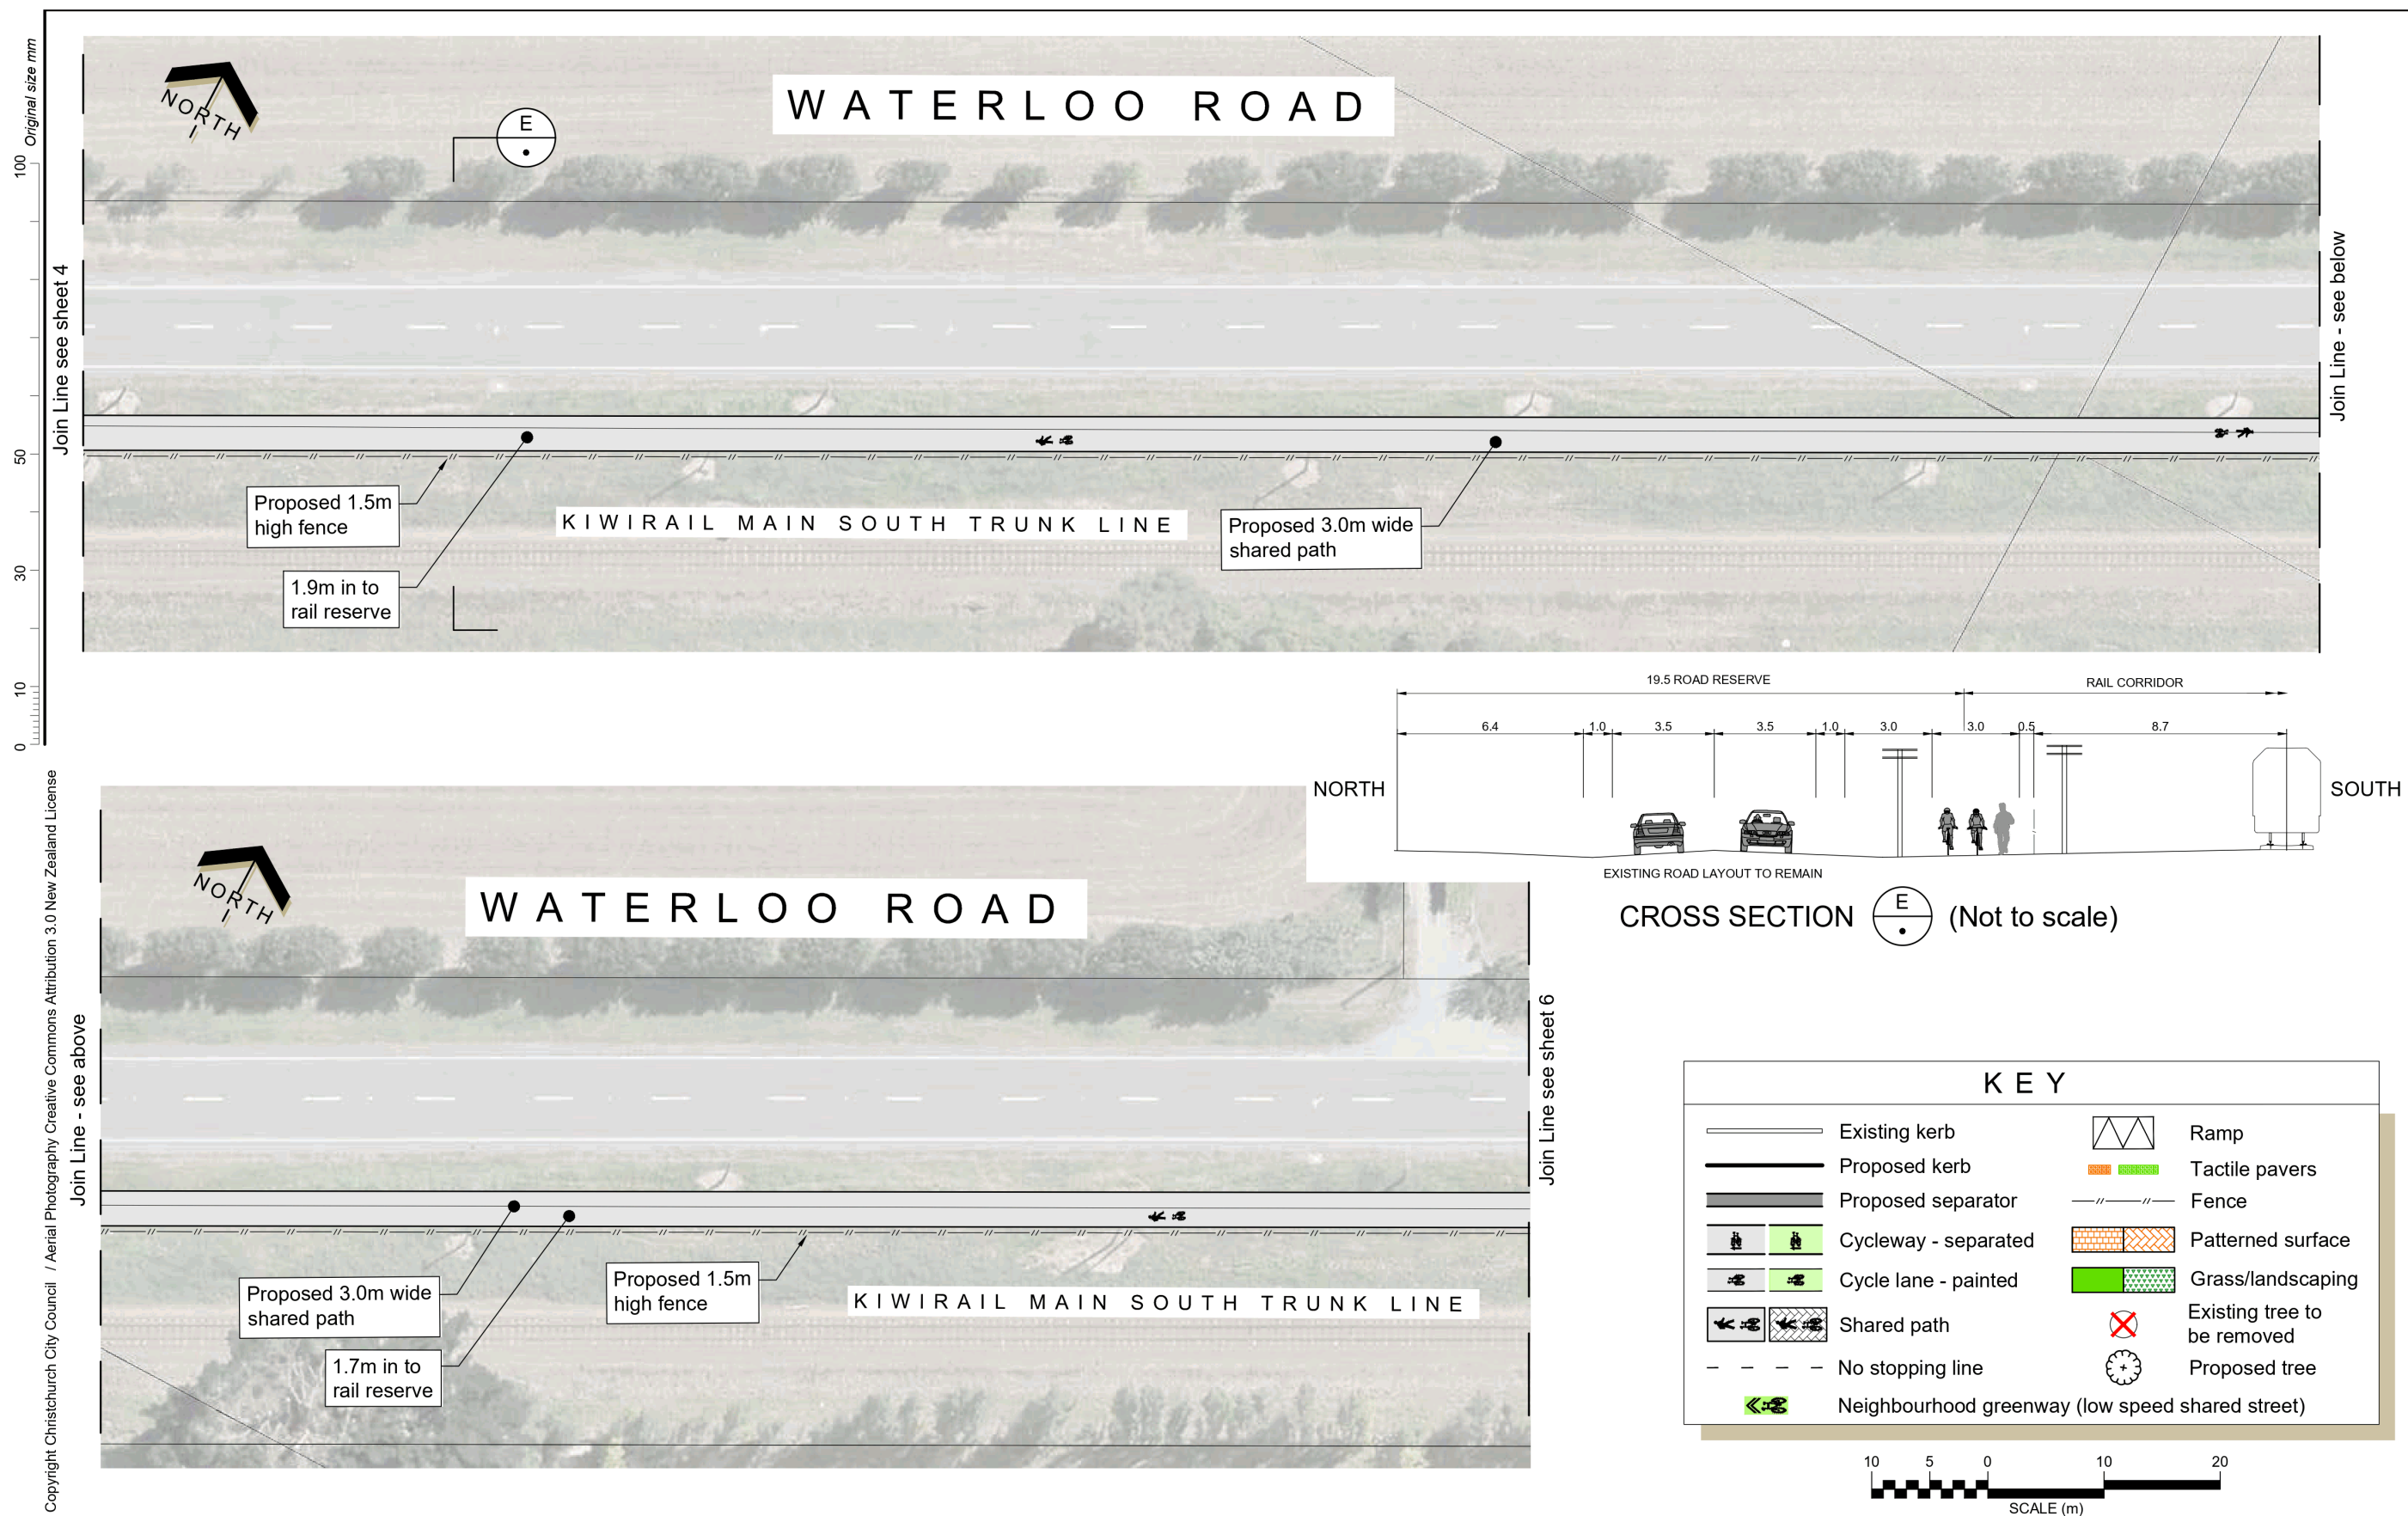 Original size mm
100
50
30
10
0
NORTH
E
WATERLOO ROAD
Join Line see sheet 4
Join Line - see below
Proposed 1.5m
high fence
1.9m in to
rail reserve
KIWIRAIL MAIN SOUTH TRUNK LINE
Proposed 3.0m wide
shared path
19.5 ROAD RESERVE
RAIL CORRIDOR
6.4
1.0
3.5
3.5
1.0
3.0
3.0
0.5
8.7
NORTH
SOUTH
EXISTING ROAD LAYOUT TO REMAIN
CROSS SECTION E (Not to scale)
Copyright Christchurch City Council / Aerial Photography Creative Commons Attribution 3.0 New Zealand License
NORTH
WATERLOO ROAD
Join Line - see above
Join Line see sheet 6
Proposed 3.0m wide
shared path
1.7m in to
rail reserve
Proposed 1.5m
high fence
KIWIRAIL MAIN SOUTH TRUNK LINE
KEY
Existing kerb
Proposed kerb
Proposed separator
Cycleway - separated
Cycle lane - painted
Shared path
No stopping line
Neighbourhood greenway (low speed shared street)
Ramp
Tactile pavers
Fence
Patterned surface
Grass/landscaping
Existing tree to
be removed
Proposed tree
10 5 0 10 20
SCALE (m)